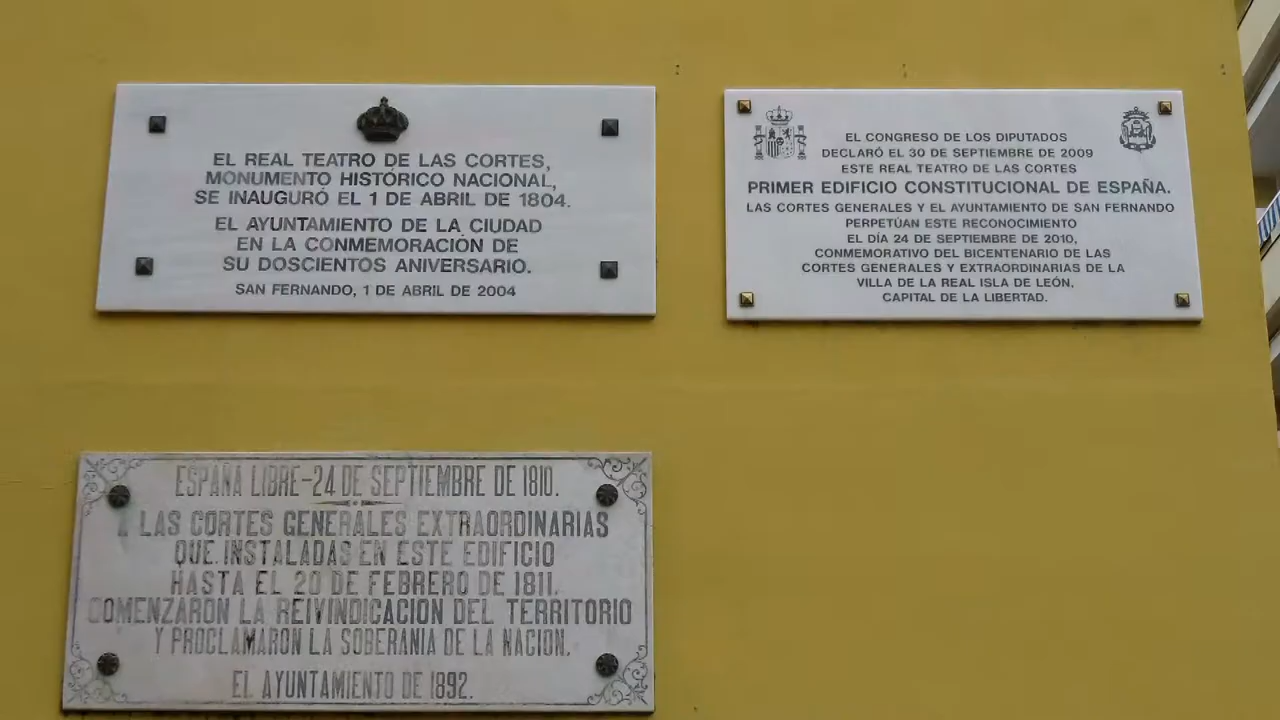 EL REAL TEATRO DE LAS CORTES,
MONUMENTO HISTÓRICO NACIONAL,
SE INAUGURÓ EL 1 DE ABRIL DE 1804.
EL AYUNTAMIENTO DE LA CIUDAD
EN LA CONMEMORACIÓN DE
SU DOSCIENTOS ANIVERSARIO.
SAN FERNANDO, 1 DE ABRIL DE 2004
EL CONGRESO DE LOS DIPUTADOS
DECLARÓ EL 30 DE SEPTIEMBRE DE 2009
ESTE REAL TEATRO DE LAS CORTES
PRIMER EDIFICIO CONSTITUCIONAL DE ESPAÑA.
LAS CORTES GENERALES Y EL AYUNTAMIENTO DE SAN FERNANDO
PERPETÚAN ESTE RECONOCIMIENTO
EL DÍA 24 DE SEPTIEMBRE DE 2010,
CONMEMORATIVO DEL BICENTENARIO DE LAS
CORTES GENERALES Y EXTRAORDINARIAS DE LA
VILLA DE LA REAL ISLA DE LEÓN,
CAPITAL DE LA LIBERTAD.
ESPAÑA LIBRE-24 DE SEPTIEMBRE DE 1810.
A LAS CORTES GENERALES EXTRAORDINARIAS
QUE INSTALADAS EN ESTE EDIFICIO
HASTA EL 20 DE FEBRERO DE 1811.
COMENZARON LA REIVINDICACION DEL TERRITORIO
Y PROCLAMARON LA SOBERANIA DE LA NACION.
EL AYUNTAMIENTO DE 1892.